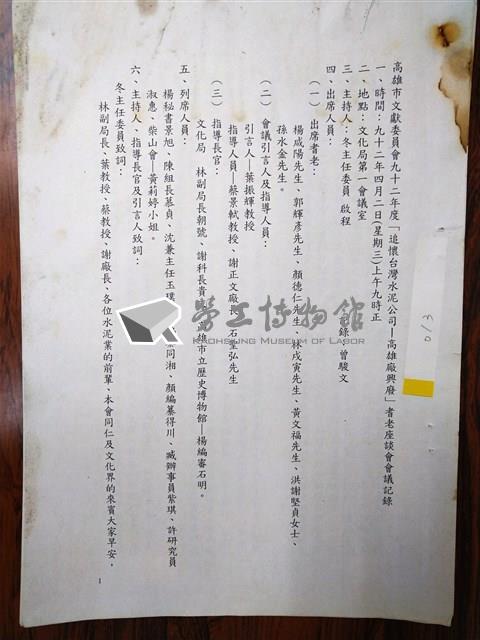 高雄市文獻委員會九十二年度「追懷台灣水泥公司—高雄廠興廢」耆老座談會會議記錄
一、時間:九十二年四月二日(星期三)上午九時正
二、地點:文化局第一會議室
三、主持人:冬主任委員 啟程 錄 曾駿文
四、出席人員:
(一)出席耆老:
楊咸陽先生、郭輝彥先生、顏德仁先生、林戊寅先生、黃文福先生、洪謝堅貞女士、
孫水金先生。
(二)會議引言人及指導人員:
引言人—葉振輝教授
指導人員—蔡景軾教授、謝正文廠長、石聖弘先生
(三)指導長官:
文化局 林副局長朝號、謝科長貴 雄市立歷史博物館—楊編審石明。
五、列席人員:
楊秘書景旭、陳組長慕貞、沈兼主任玉璞 同湘、顏編纂得川、臧辦事員紫琪、許研究員
淑惠、柴山會—黃莉婷小姐。
六、主持人、指導長官及引言人致詞:
冬主任委員致詞:
林副局長、葉教授、蔡教授、謝廠長、各位水泥業的前輩、本會同仁及文化界的來賓大家早安,
1
0/3
勞工博物館
KAOHSIUNG MUSEUM OF LABOR